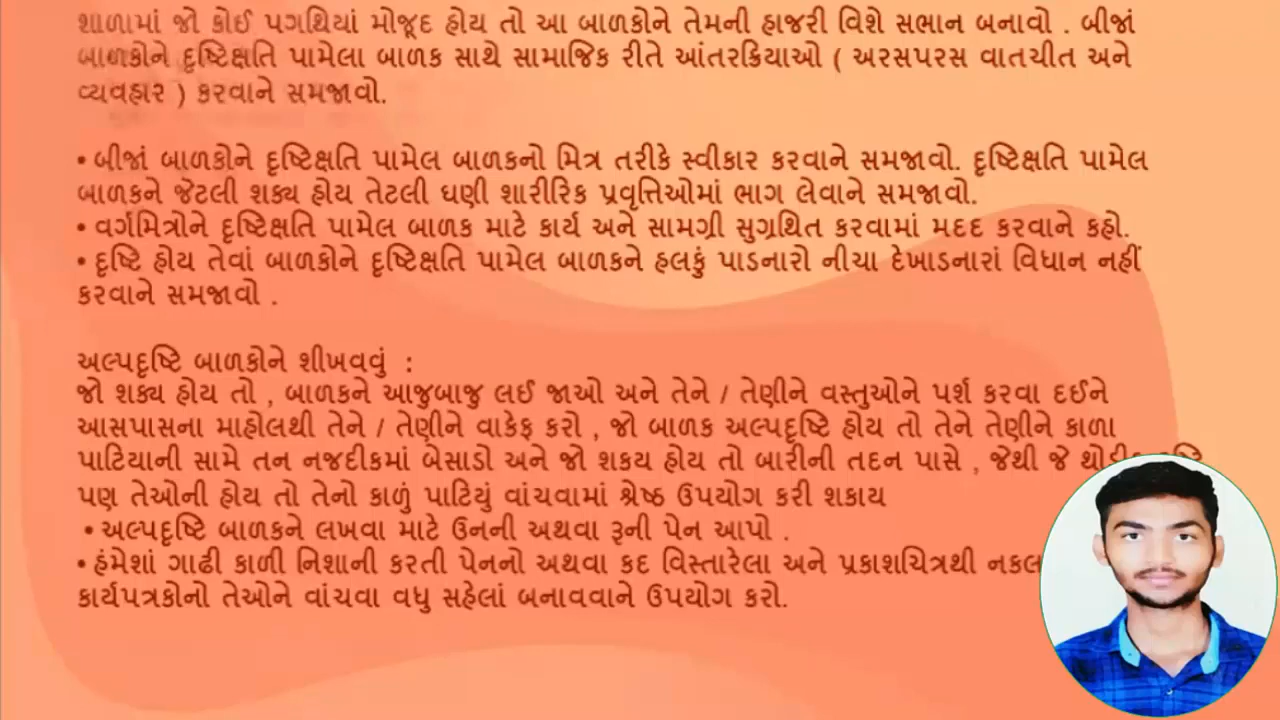 શાળામાં જો કોઈ પગથિયાં મોજૂદ હોય તો આ બાળકોને તેમની હાજરી વિશે સભાન બનાવો . બીજાં
બાળકોને દૃષ્ટિક્ષતિ પામેલા બાળક સાથે સામાજિક રીતે આંતરક્રિયાઓ ( અરસપરસ વાતચીત અને
વ્યવહાર ) કરવાને સમજાવો.
• બીજાં બાળકોને દૃષ્ટિક્ષતિ પામેલ બાળકનો મિત્ર તરીકે સ્વીકાર કરવાને સમજાવો. દૃષ્ટિક્ષતિ પામેલ
બાળકને જેટલી શક્ય હોય તેટલી ઘણી શારીરિક પ્રવૃત્તિઓમાં ભાગ લેવાને સમજાવો.
• વર્ગમિત્રોને દૃષ્ટિક્ષતિ પામેલ બાળક માટે કાર્ય અને સામગ્રી સુગ્રથિત કરવામાં મદદ કરવાને કહો.
• દૃષ્ટિ હોય તેવાં બાળકોને દૃષ્ટિક્ષતિ પામેલ બાળકને હલકું પાડનારો નીચા દેખાડનારાં વિધાન નહીં
કરવાને સમજાવો .
અલ્પદૃષ્ટિ બાળકોને શીખવવું :
જો શક્ય હોય તો , બાળકને આજુબાજુ લઈ જાઓ અને તેને / તેણીને વસ્તુઓને પર્શ કરવા દઈને
આસપાસના માહોલથી તેને / તેણીને વાકેફ કરો , જો બાળક અલ્પદૃષ્ટિ હોય તો તેને તેણીને કાળા
પાટિયાની સામે તન નજદીકમાં બેસાડો અને જો શકય હોય તો બારીની તદન પાસે , જેથી જે
પણ તેઓની હોય તો તેનો કાળું પાટિયું વાંચવામાં શ્રેષ્ઠ ઉપયોગ કરી શકાય
• અલ્પદૃષ્ટિ બાળકને લખવા માટે ઉનની અથવા રૂની પેન આપો .
• હંમેશાં ગાઢી કાળી નિશાની કરતી પેનનો અથવા કદ વિસ્તારેલા અને પ્રકાશચિત્રથી નકલ
કાર્યપત્રકોનો તેઓને વાંચવા વધુ સહેલાં બનાવવાને ઉપયોગ કરો.